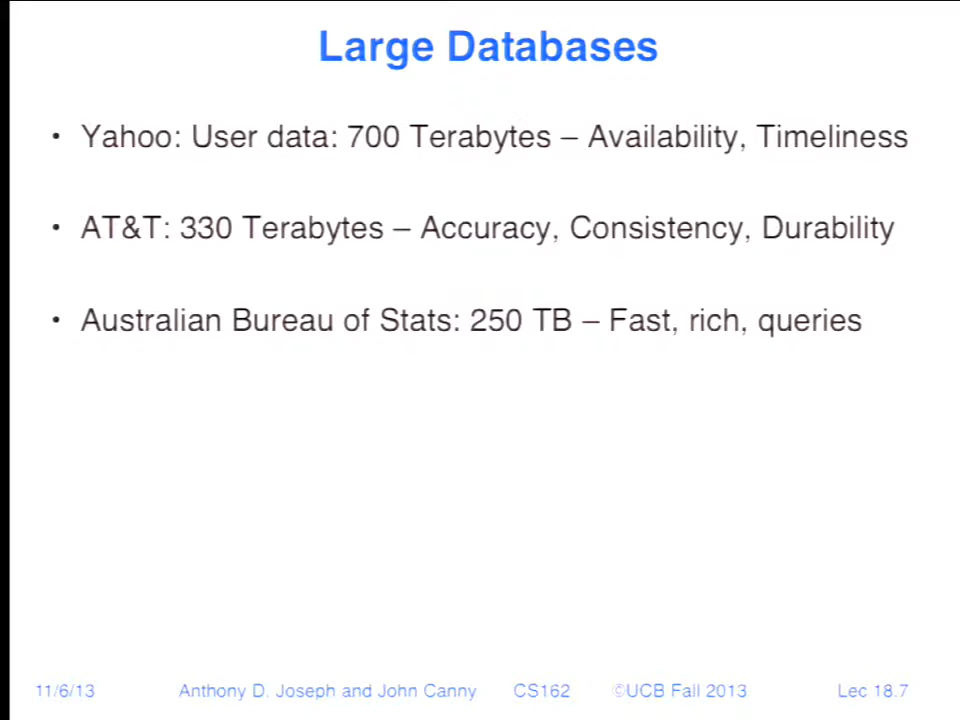 Large Databases
• Yahoo: User data: 700 Terabytes – Availability, Timeliness
• AT&T: 330 Terabytes – Accuracy, Consistency, Durability
• Australian Bureau of Stats: 250 TB – Fast, rich, queries
11/6/13 Anthony D. Joseph and John Canny CS162 ©UCB Fall 2013 Lec 18.7